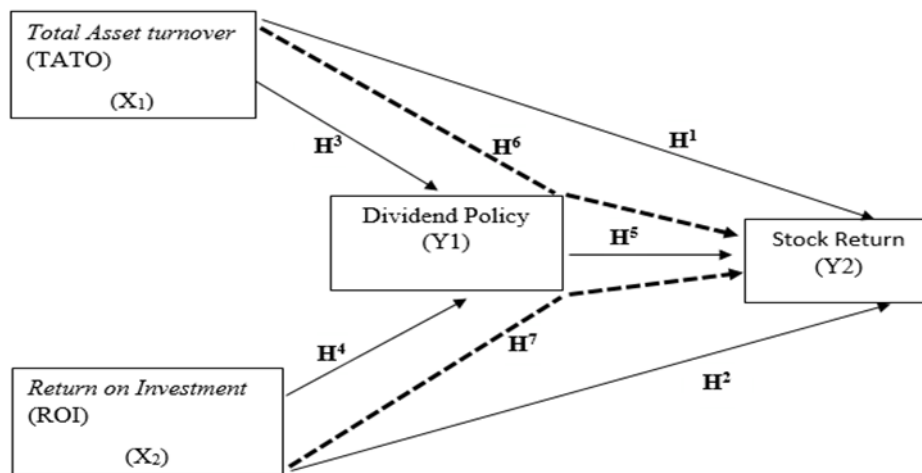 Total Asset turnover
(TATO)
(X₁)
H¹
H⁶
H³
Dividend Policy
(Y1)
H⁵
Stock Return
(Y2)
H⁴
H⁷
H²
Return on Investment
(ROI)
(X₂)